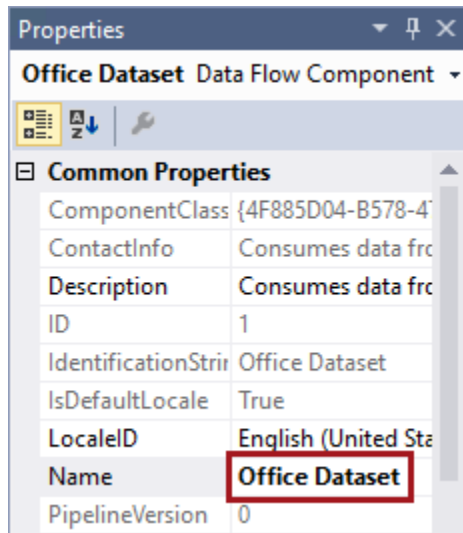 Properties
Office Dataset Data Flow Component
Common Properties
ComponentClass {4F885D04-B578-47
ContactInfo Consumes data fro
Description Consumes data fro
ID 1
IdentificationStrin Office Dataset
IsDefaultLocale True
LocaleID English (United Sta
Name Office Dataset
PipelineVersion 0